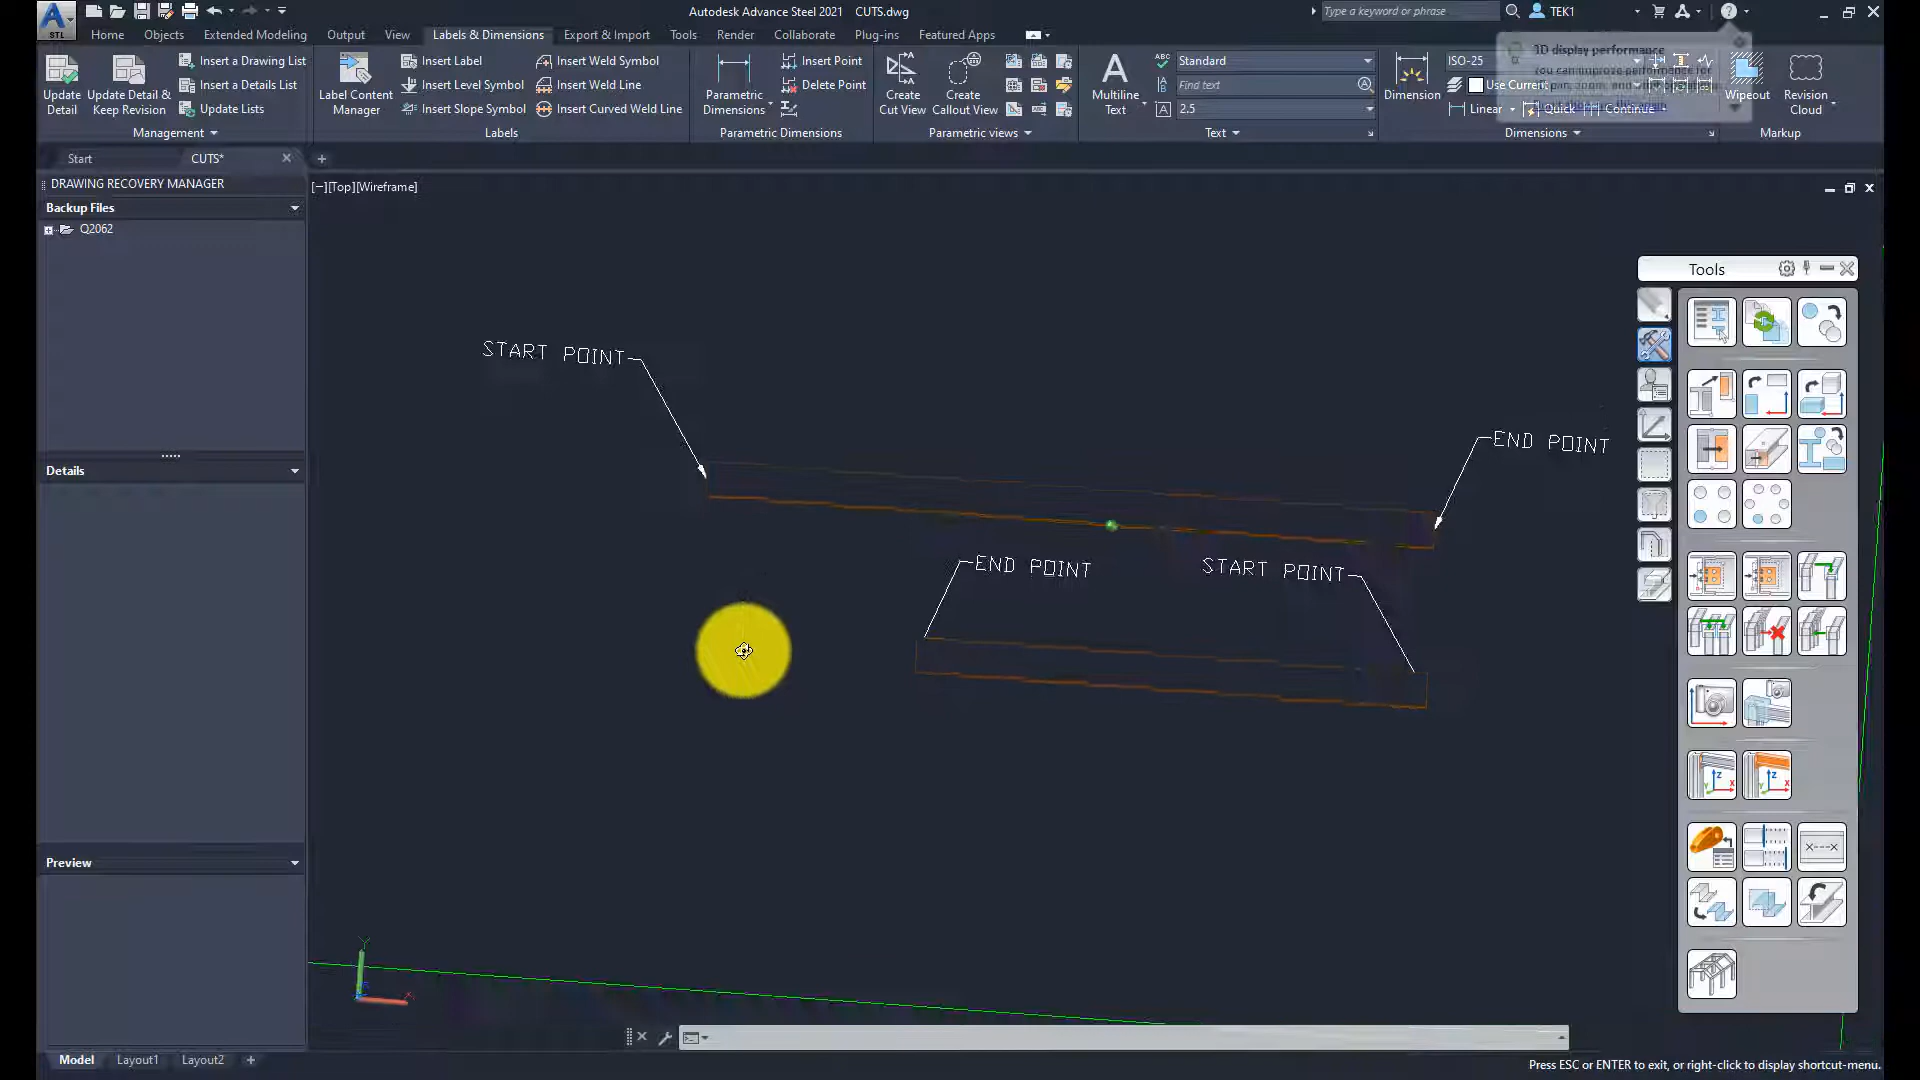 Autodesk Advance Steel 2021 CUTS.dwg
Type a keyword or phrase
TEK1
STL
Home Objects Extended Modeling Output View Labels & Dimensions Export & Import Tools Render Collaborate Plug-ins Featured Apps
Update Detail
Update Detail & Keep Revision
Insert a Drawing List
Insert a Details List
Update Lists
Management
Label Content Manager
Insert Label
Insert Level Symbol
Insert Slope Symbol
Insert Weld Symbol
Insert Weld Line
Insert Curved Weld Line
Labels
Parametric Dimensions
Insert Point
Delete Point
Parametric Dimensions
Create Cut View
Create Callout View
Parametric views
Multiline Text
Standard
Find text
2.5
Text
Dimension
ISO-25
Use Current
Linear
Quick
Continue
Dimensions
3D display performance
You can improve performance for
Wipeout
Revision Cloud
Markup
Start
CUTS*
DRAWING RECOVERY MANAGER
Backup Files
Q2062
Details
Preview
[−][Top][Wireframe]
Tools
START POINT
END POINT
END POINT
START POINT
Y
X
Z
X
Z
X
x---x
Model Layout1 Layout2
Press ESC or ENTER to exit, or right-click to display shortcut-menu.